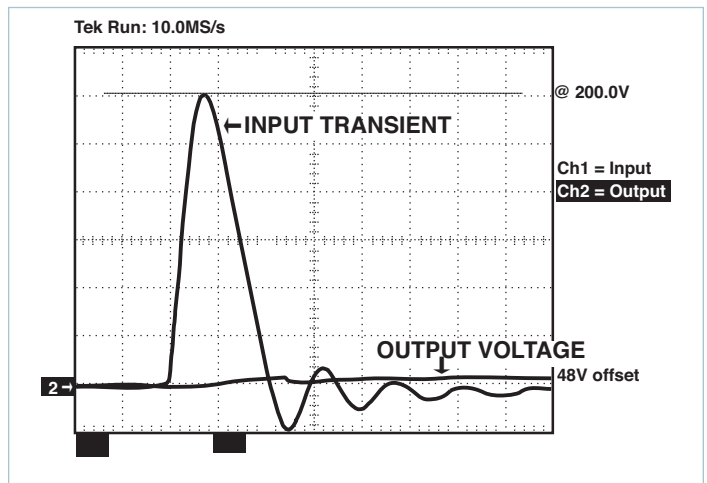 Tek Run: 10.0MS/s
@ 200.0V
←INPUT TRANSIENT
Ch1 = Input
Ch2 = Output
OUTPUT VOLTAGE
↓
2→
48V offset